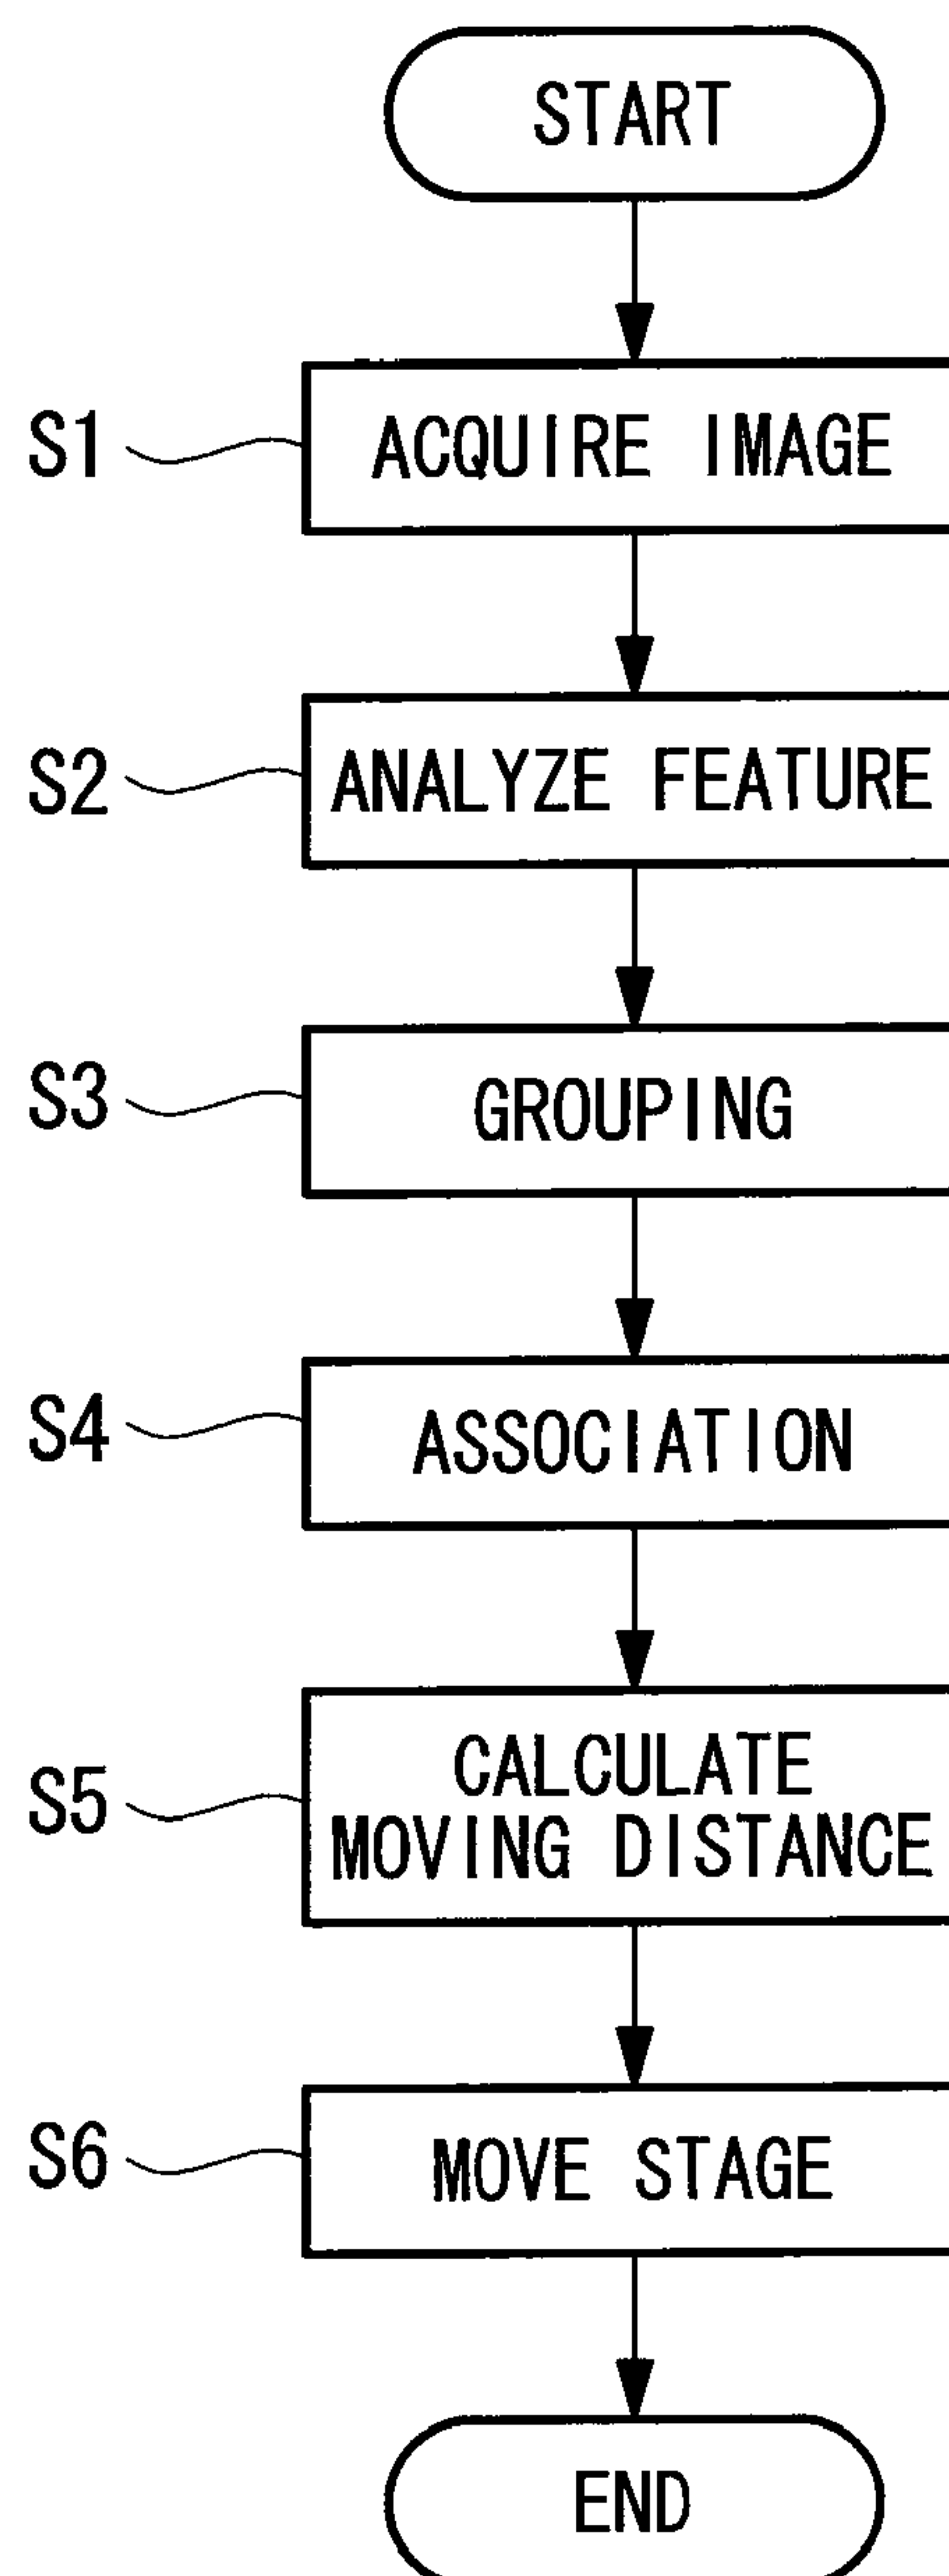 START
S1
ACQUIRE IMAGE
S2
ANALYZE FEATURE
S3
GROUPING
S4
ASSOCIATION
S5
CALCULATE
MOVING DISTANCE
S6
MOVE STAGE
END